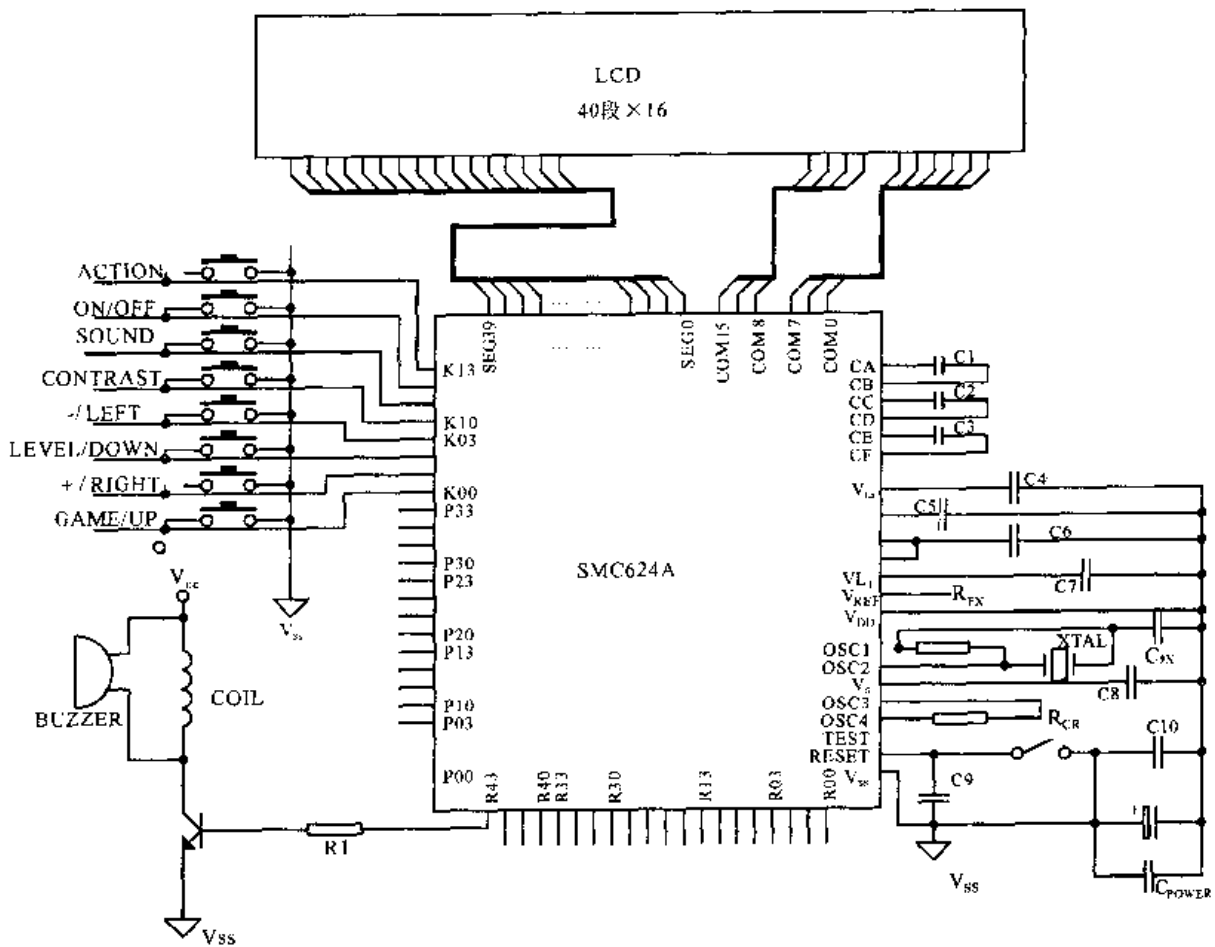 LCD
40段×16
ACTION
ON/OFF
SOUND
CONTRAST
-/LEFT
LEVEL/DOWN
+/RIGHT
GAME/UP
SEG39
... ...
... ...
SEG0
COM15
COM8
COM7
COM0
K13
K10
K03
K00
P33
P30
P23
P20
P13
P10
P03
P00
SMC624A
CA
CB
CC
CD
CE
CF
C1
C2
C3
C4
C5
C6
VL1
C7
VREF
VDD
OSC1
OSC2
XTAL
C8
OSC3
OSC4
RCR
TEST
RESET
VSS
C9
C10
CPOWER
VSS
R43
R40
R33
R30
R13
R03
R00
R1
BUZZER
COIL
VSS